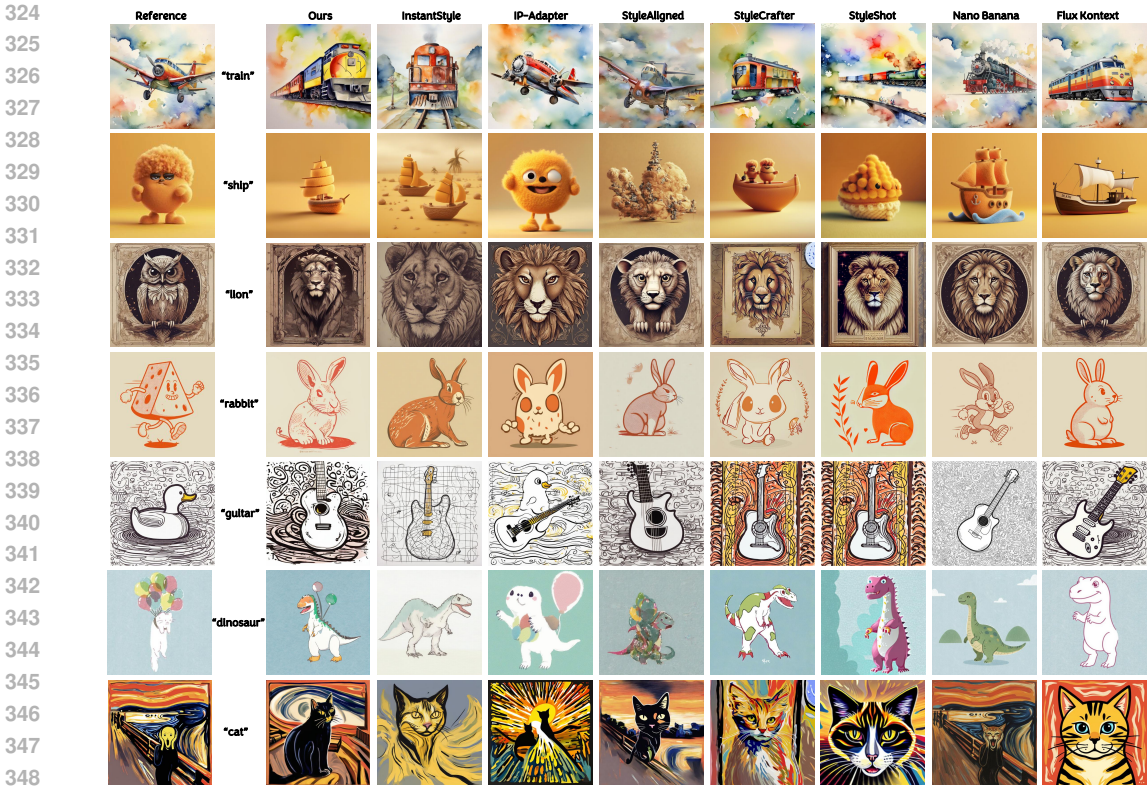 324
Reference Ours InstantStyle IP-Adapter StyleAligned StyleCrafter StyleShot Nano Banana Flux Kontext
325
326 "train"
327
328
329
330 "ship"
331
332
333 "lion"
334
335
336 "rabbit"
337
338
339
340 "guitar"
341
342
343 "dinosaur"
344
345
346
347 "cat"
348